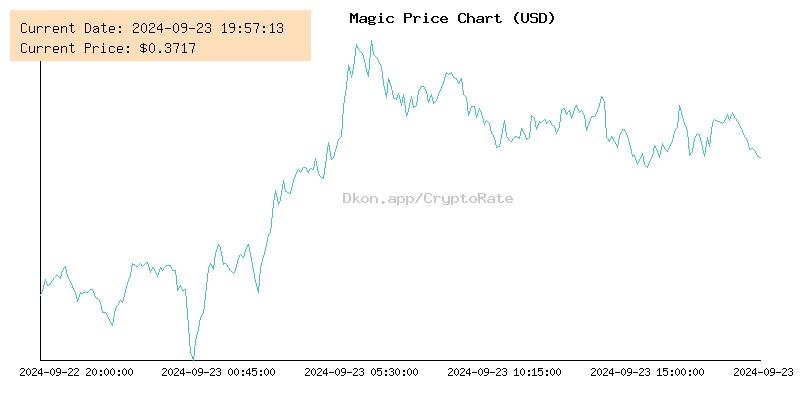 Magic Price Chart (USD)
Current Date: 2024-09-23 19:57:13
Current Price: $0.3717
Dkon.app/CryptoRate
2024-09-22 20:00:00 2024-09-23 00:45:00 2024-09-23 05:30:00 2024-09-23 10:15:00 2024-09-23 15:00:00 2024-09-23